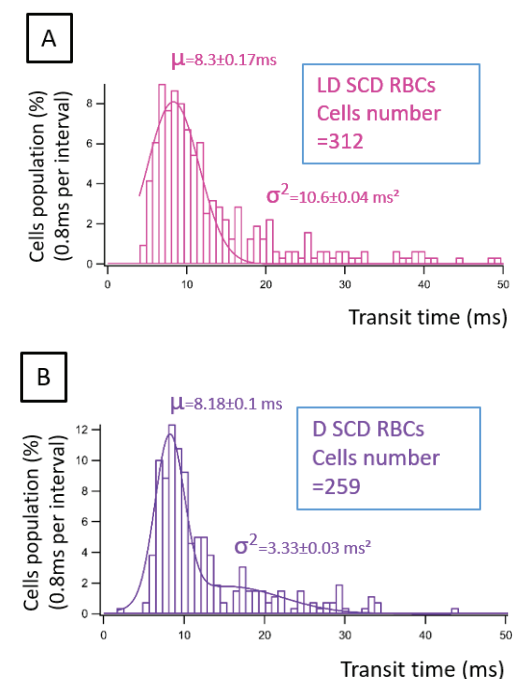 A
μ=8.3±0.17ms
LD SCD RBCs
Cells number
=312
σ²=10.6±0.04 ms²
Cells population (%)
(0.8ms per interval)
8
6
4
2
0
0 10 20 30 40 50
Transit time (ms)
B
μ=8.18±0.1 ms
D SCD RBCs
Cells number
=259
σ²=3.33±0.03 ms²
Cells population (%)
(0.8ms per interval)
12
10
8
6
4
2
0
0 10 20 30 40 50
Transit time (ms)